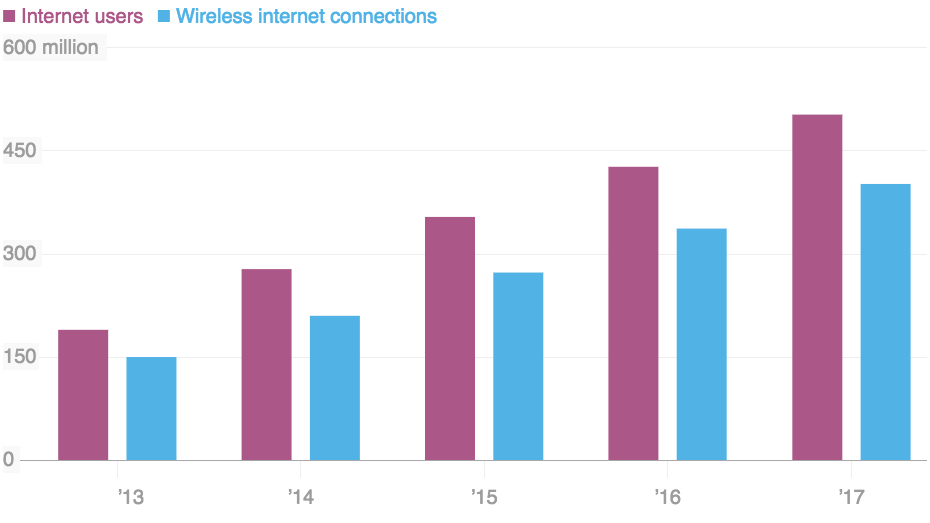 Internet users Wireless internet connections
600 million
450
300
150
0
’13 ’14 ’15 ’16 ’17